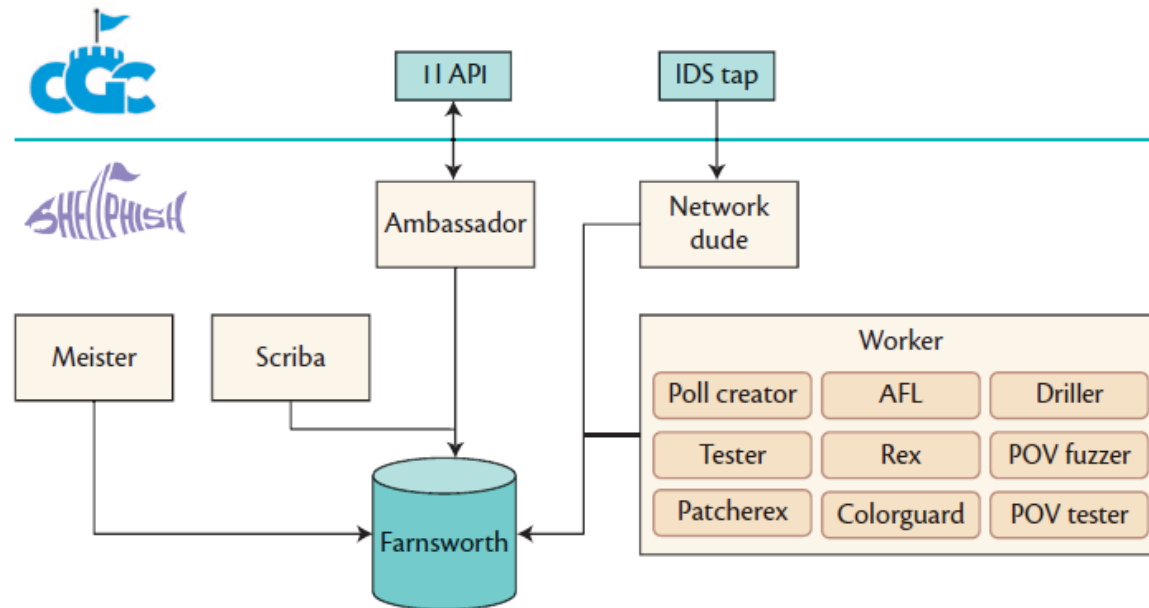 CGC
TI API
IDS tap
SHELLPHISH
Ambassador
Network
dude
Meister
Scriba
Worker
Poll creator
AFL
Driller
Tester
Rex
POV fuzzer
Patcherex
Colorguard
POV tester
Farnsworth